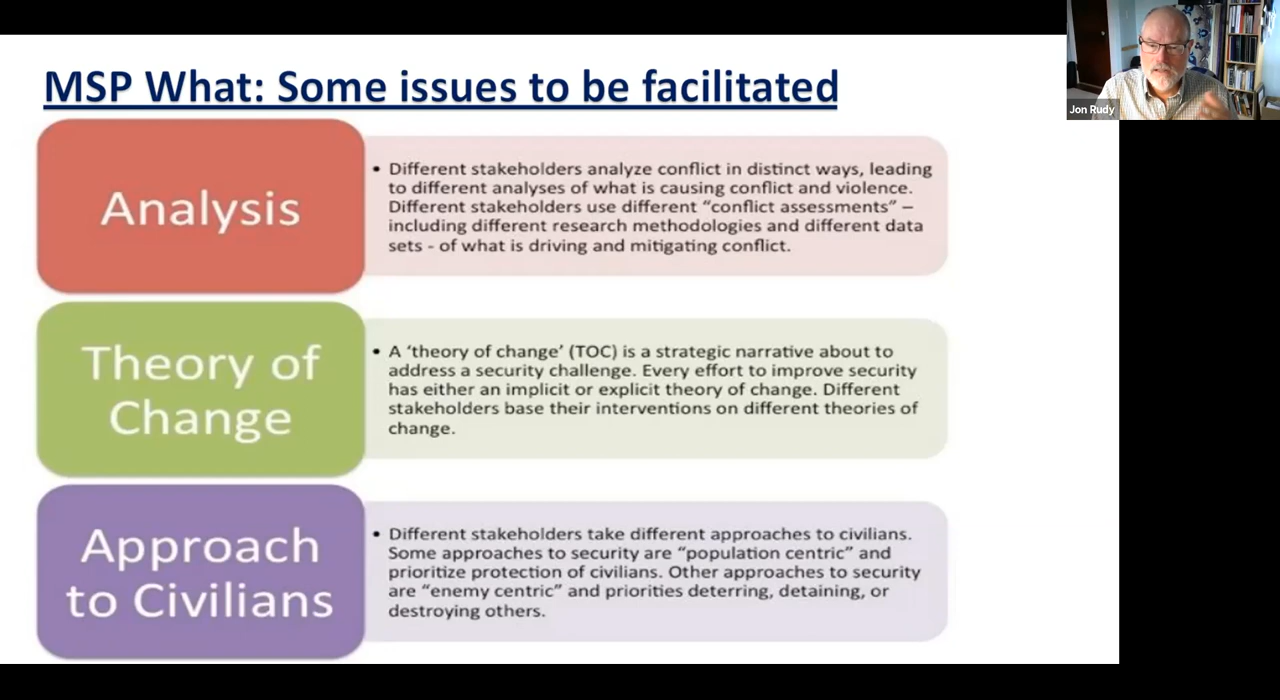 MSP What: Some issues to be facilitated
Jon Rudy
Analysis
• Different stakeholders analyze conflict in distinct ways, leading
to different analyses of what is causing conflict and violence.
Different stakeholders use different “conflict assessments” –
including different research methodologies and different data
sets - of what is driving and mitigating conflict.
Theory of
Change
• A ‘theory of change’ (TOC) is a strategic narrative about to
address a security challenge. Every effort to improve security
has either an implicit or explicit theory of change. Different
stakeholders base their interventions on different theories of
change.
Approach
to Civilians
• Different stakeholders take different approaches to civilians.
Some approaches to security are “population centric” and
prioritize protection of civilians. Other approaches to security
are “enemy centric” and priorities deterring, detaining, or
destroying others.